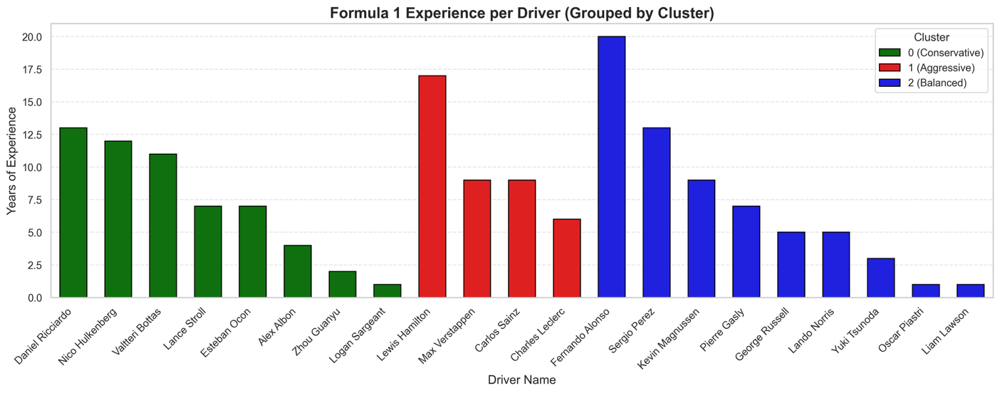 Formula 1 Experience per Driver (Grouped by Cluster)
Years of Experience
20.0
17.5
15.0
12.5
10.0
7.5
5.0
2.5
0.0
Cluster
0 (Conservative)
1 (Aggressive)
2 (Balanced)
Daniel Ricciardo
Nico Hulkenberg
Valtteri Bottas
Lance Stroll
Esteban Ocon
Alex Albon
Zhou Guanyu
Logan Sargeant
Lewis Hamilton
Max Verstappen
Carlos Sainz
Charles Leclerc
Fernando Alonso
Sergio Perez
Kevin Magnussen
Pierre Gasly
George Russell
Lando Norris
Yuki Tsunoda
Oscar Piastri
Liam Lawson
Driver Name